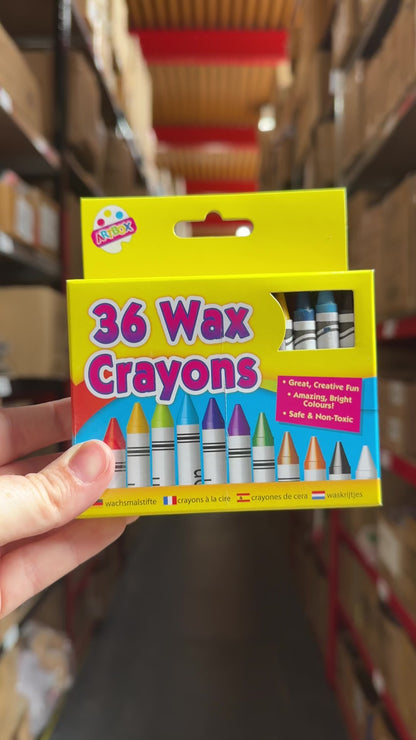 ARTBOX
36 Wax
Crayons
• Great, Creative Fun
• Amazing, Bright
Colours!
• Safe & Non-Toxic
wachsmalstifte crayons à la cire crayones de cera waskrijtjes